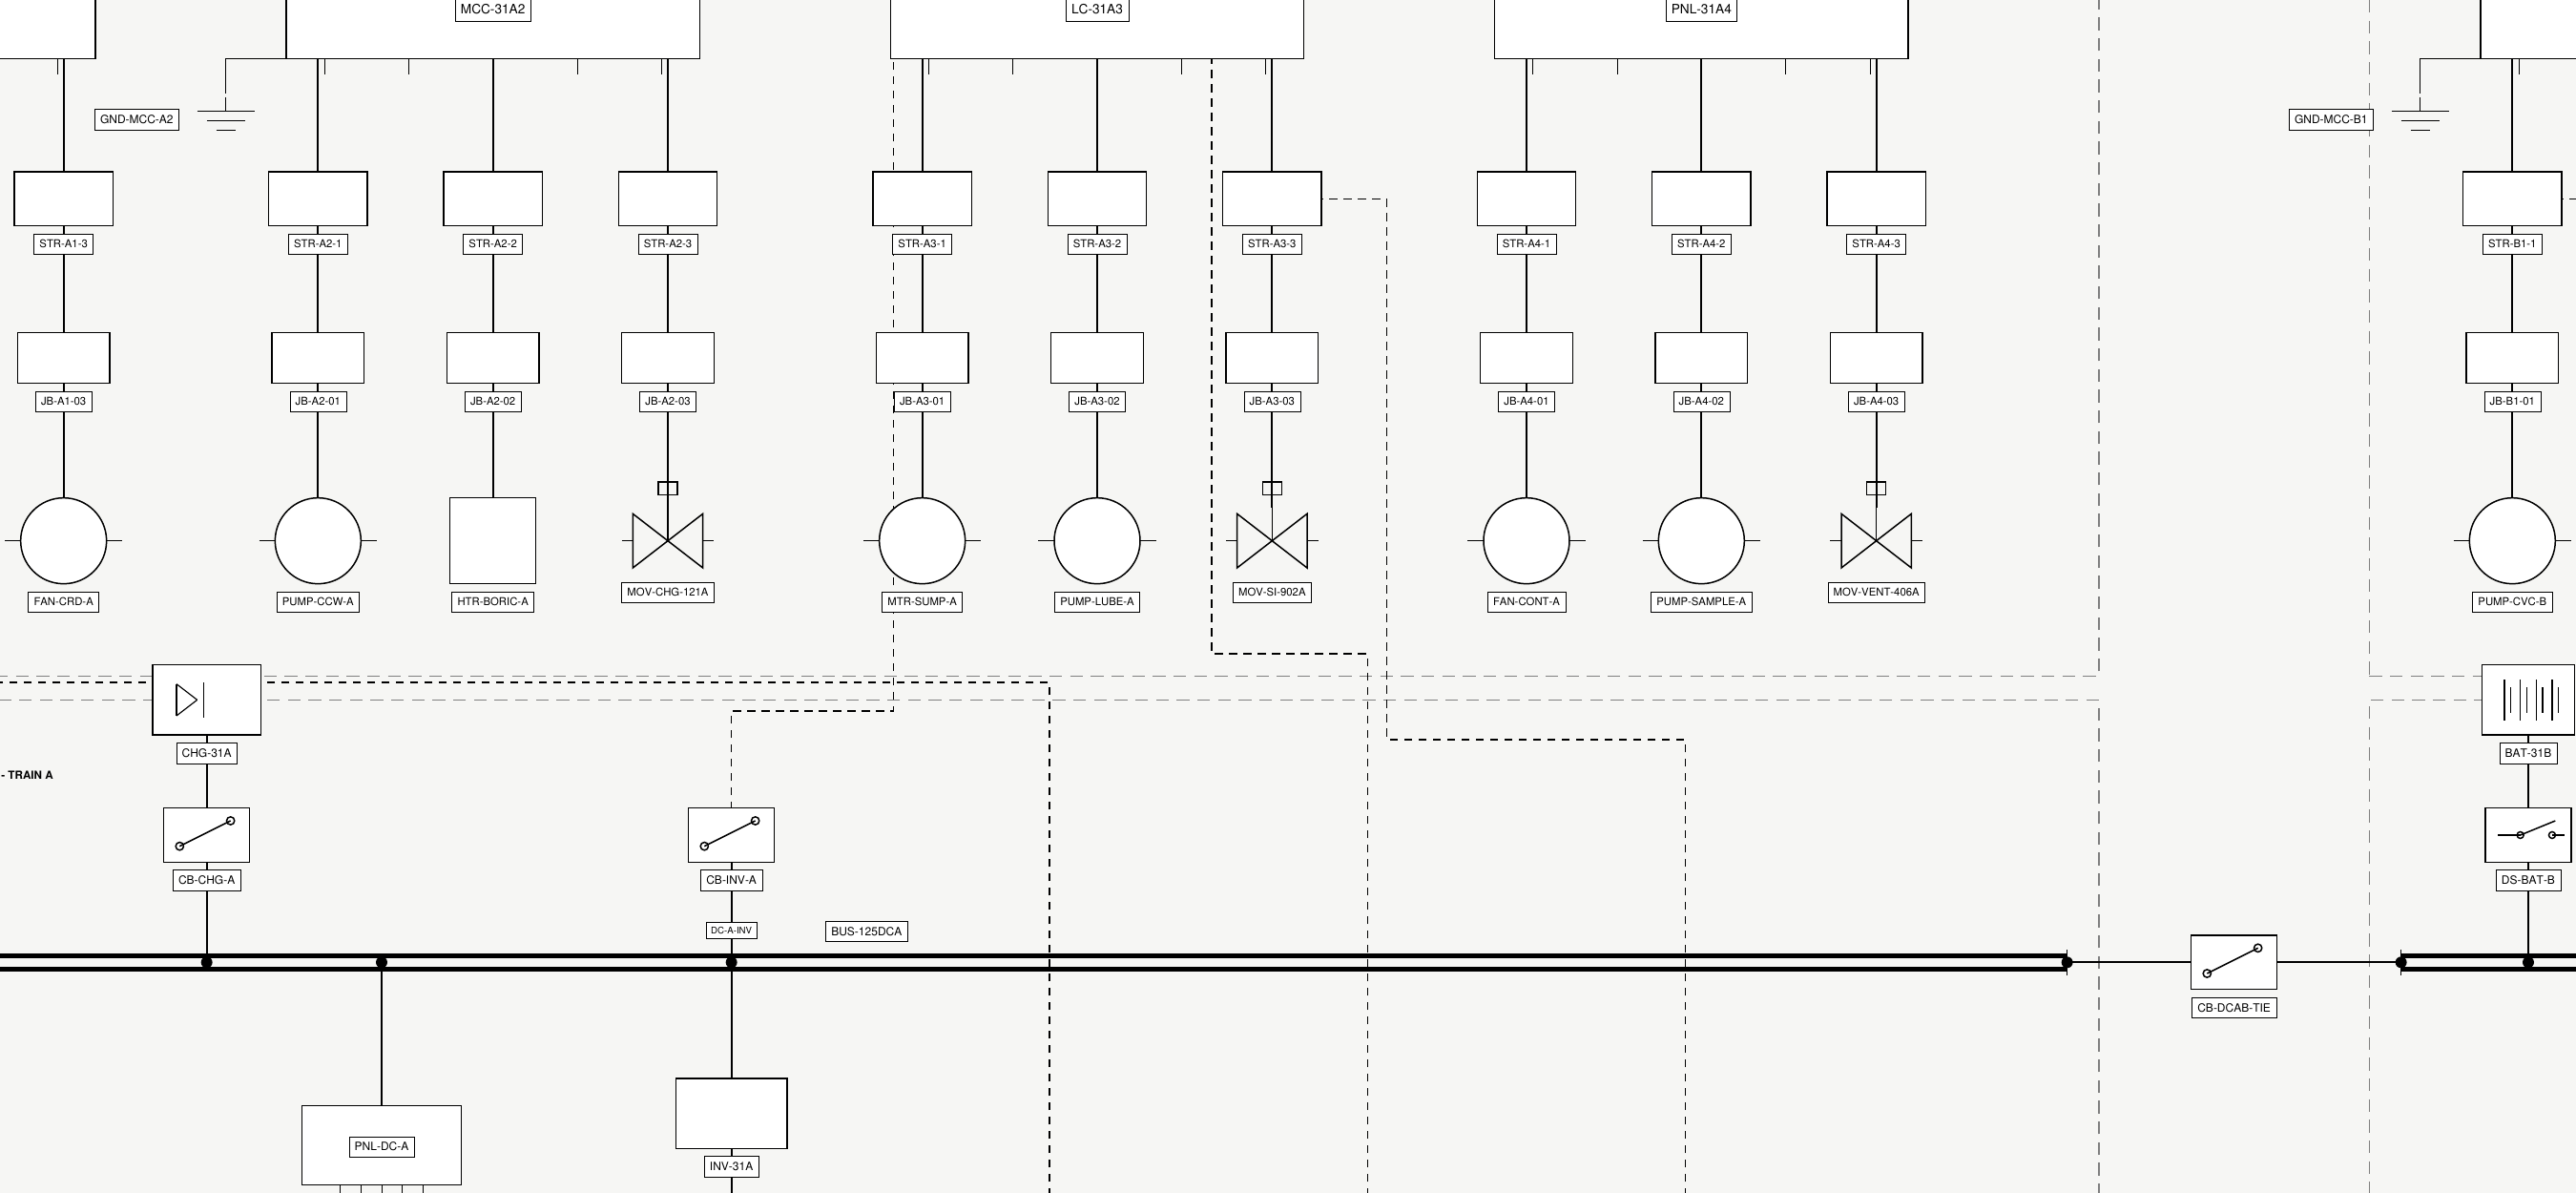 MCC-31A2
LC-31A3
PNL-31A4
GND-MCC-A2
GND-MCC-B1
STR-A1-3
STR-A2-1
STR-A2-2
STR-A2-3
STR-A3-1
STR-A3-2
STR-A3-3
STR-A4-1
STR-A4-2
STR-A4-3
STR-B1-1
JB-A1-03
JB-A2-01
JB-A2-02
JB-A2-03
JB-A3-01
JB-A3-02
JB-A3-03
JB-A4-01
JB-A4-02
JB-A4-03
JB-B1-01
FAN-CRD-A
PUMP-CCW-A
HTR-BORIC-A
MOV-CHG-121A
MTR-SUMP-A
PUMP-LUBE-A
MOV-SI-902A
FAN-CONT-A
PUMP-SAMPLE-A
MOV-VENT-406A
PUMP-CVC-B
CHG-31A
BAT-31B
- TRAIN A
CB-CHG-A
CB-INV-A
DS-BAT-B
DC-A-INV
BUS-125DCA
CB-DCAB-TIE
PNL-DC-A
INV-31A